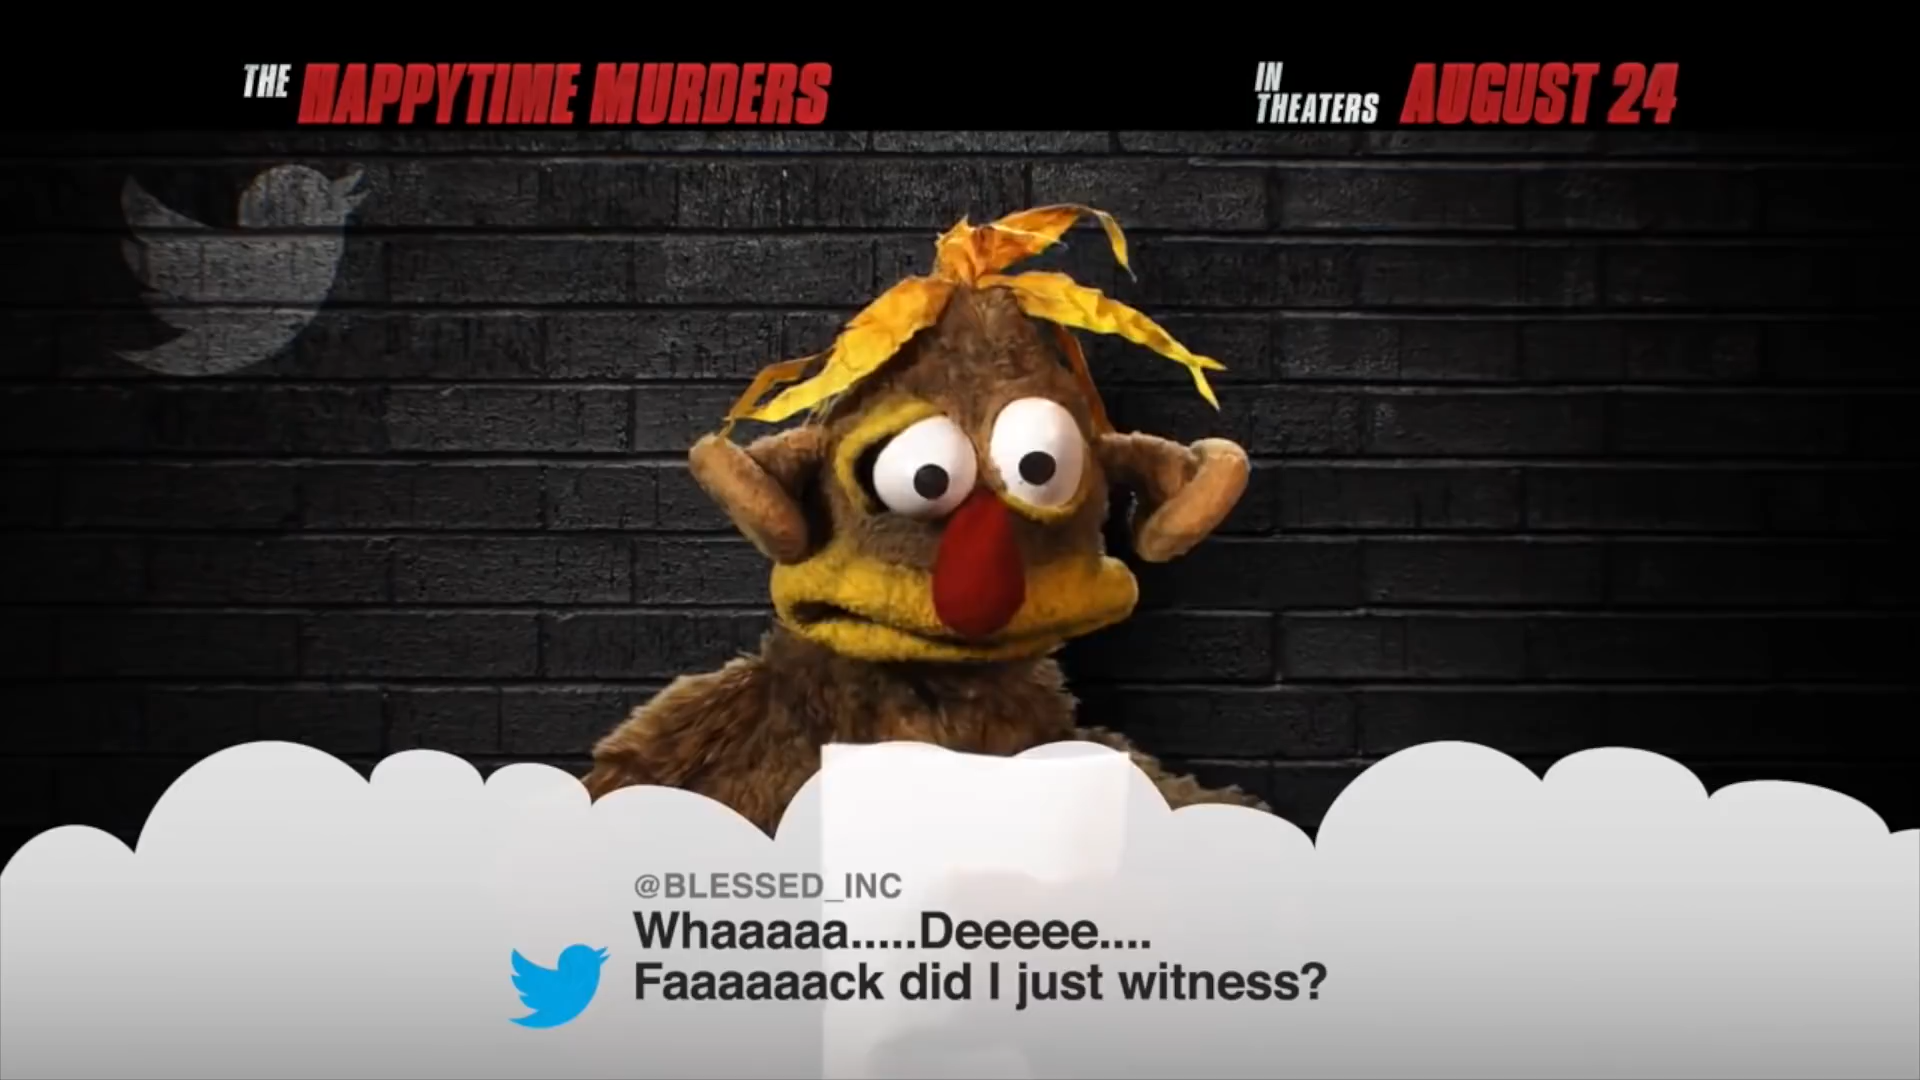 THE HAPPYTIME MURDERS
IN THEATERS AUGUST 24
@BLESSED_INC
Whaaaaa.....Deeeee....
Faaaaaack did I just witness?